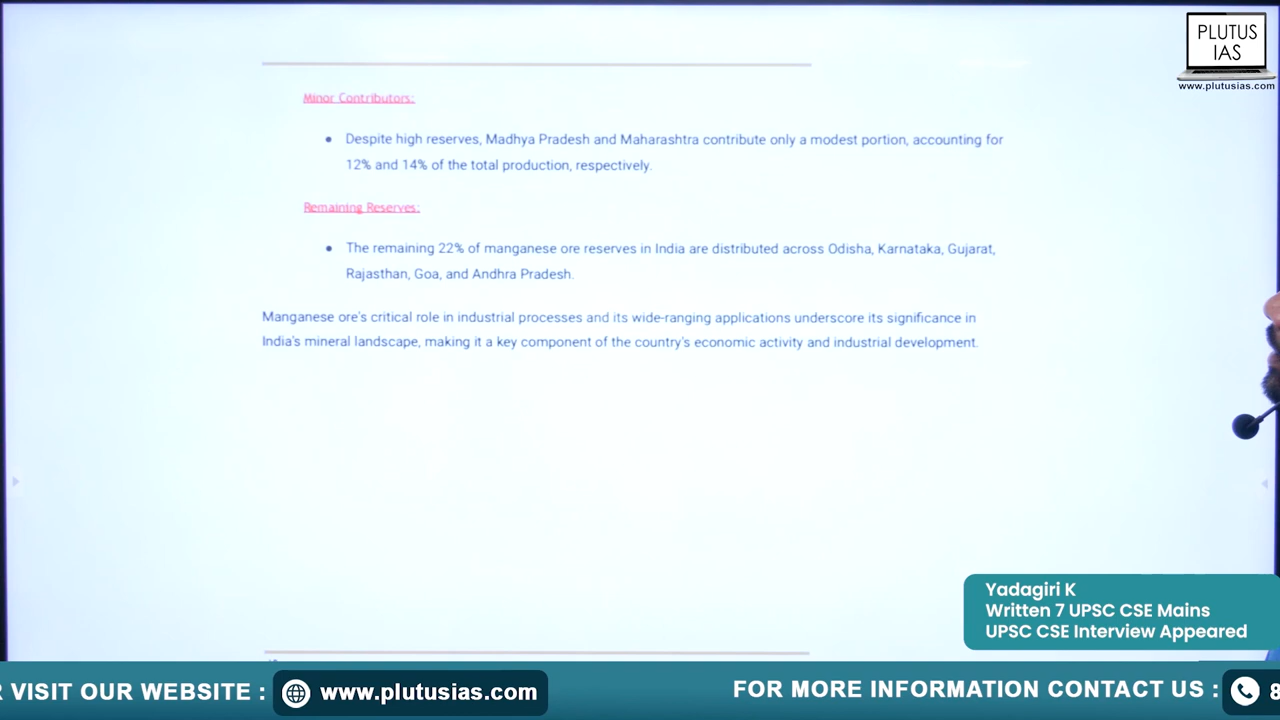 PLUTUS
IAS
www.plutusias.com
Minor Contributors:
● Despite high reserves, Madhya Pradesh and Maharashtra contribute only a modest portion, accounting for
12% and 14% of the total production, respectively.
Remaining Reserves:
● The remaining 22% of manganese ore reserves in India are distributed across Odisha, Karnataka, Gujarat,
Rajasthan, Goa, and Andhra Pradesh.
Manganese ore's critical role in industrial processes and its wide-ranging applications underscore its significance in
India's mineral landscape, making it a key component of the country's economic activity and industrial development.
Yadagiri K
Written 7 UPSC CSE Mains
UPSC CSE Interview Appeared
R VISIT OUR WEBSITE : www.plutusias.com FOR MORE INFORMATION CONTACT US : 8